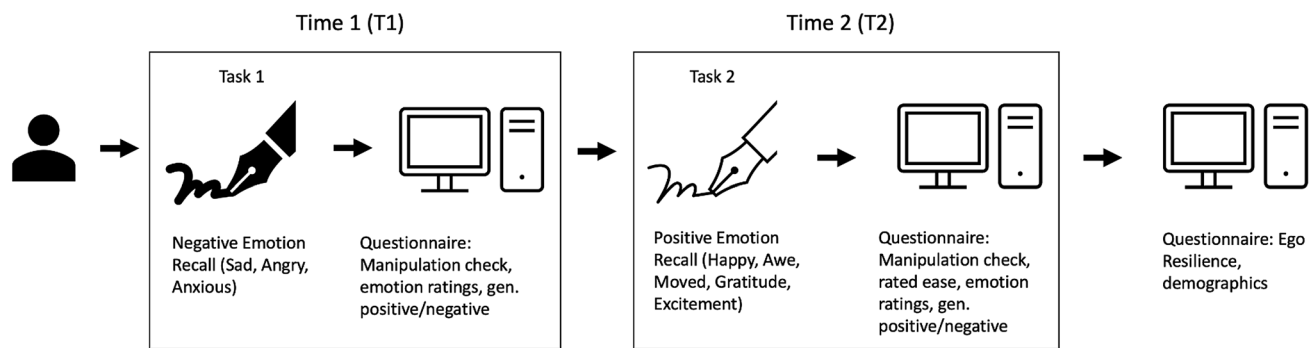 Time 1 (T1)
Time 2 (T2)
Task 1
Task 2
Negative Emotion
Recall (Sad, Angry,
Anxious)
Questionnaire:
Manipulation check,
emotion ratings, gen.
positive/negative
Positive Emotion
Recall (Happy, Awe,
Moved, Gratitude,
Excitement)
Questionnaire:
Manipulation check,
rated ease, emotion
ratings, gen.
positive/negative
Questionnaire: Ego
Resilience,
demographics